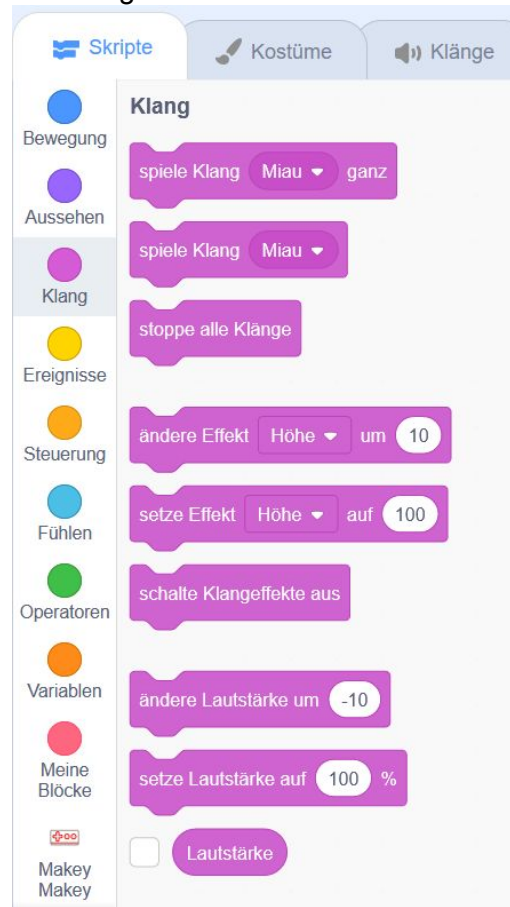 Skripte
Kostüme
Klänge
Bewegung
Aussehen
Klang
Ereignisse
Steuerung
Fühlen
Operatoren
Variablen
Meine
Blöcke
Makey
Makey
Klang
spiele Klang Miau ganz
spiele Klang Miau
stoppe alle Klänge
ändere Effekt Höhe um 10
setze Effekt Höhe auf 100
schalte Klangeffekte aus
ändere Lautstärke um -10
setze Lautstärke auf 100 %
Lautstärke